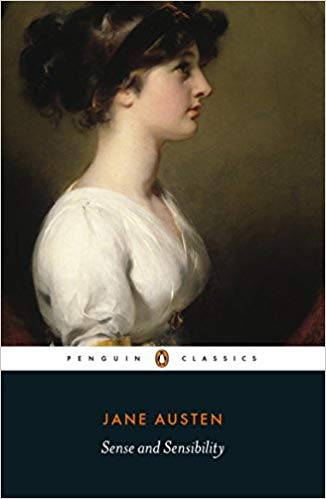 PENGUIN CLASSICS
JANE AUSTEN
Sense and Sensibility